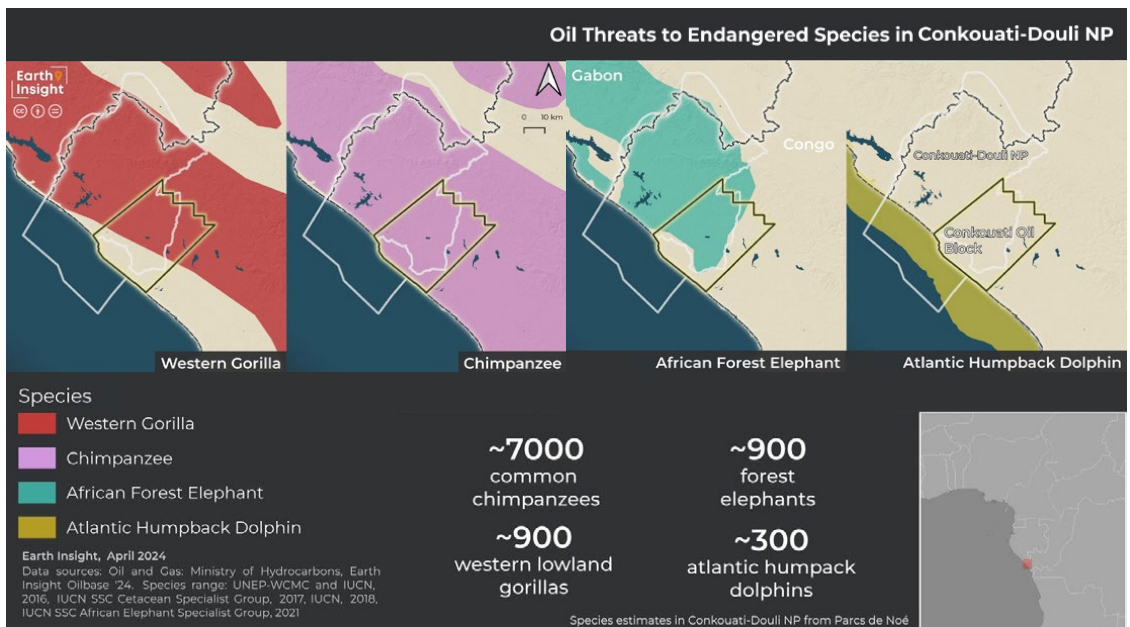 Oil Threats to Endangered Species in Conkouati-Douli NP
Earth
Insight
0 10 km
Gabon
Congo
Conkouati-Douli NP
Conkouati Oil
Block
Western Gorilla
Chimpanzee
African Forest Elephant
Atlantic Humpback Dolphin
Species
Western Gorilla
Chimpanzee
African Forest Elephant
Atlantic Humpback Dolphin
Earth Insight, April 2024
Data sources: Oil and Gas: Ministry of Hydrocarbons, Earth
Insight Oilbase '24. Species range: UNEP-WCMC and IUCN,
2016, IUCN SSC Cetacean Specialist Group, 2017, IUCN, 2018,
IUCN SSC African Elephant Specialist Group, 2021
~7000
common
chimpanzees
~900
forest
elephants
~900
western lowland
gorillas
~300
atlantic humpack
dolphins
Species estimates in Conkouati-Douli NP from Parcs de Noé